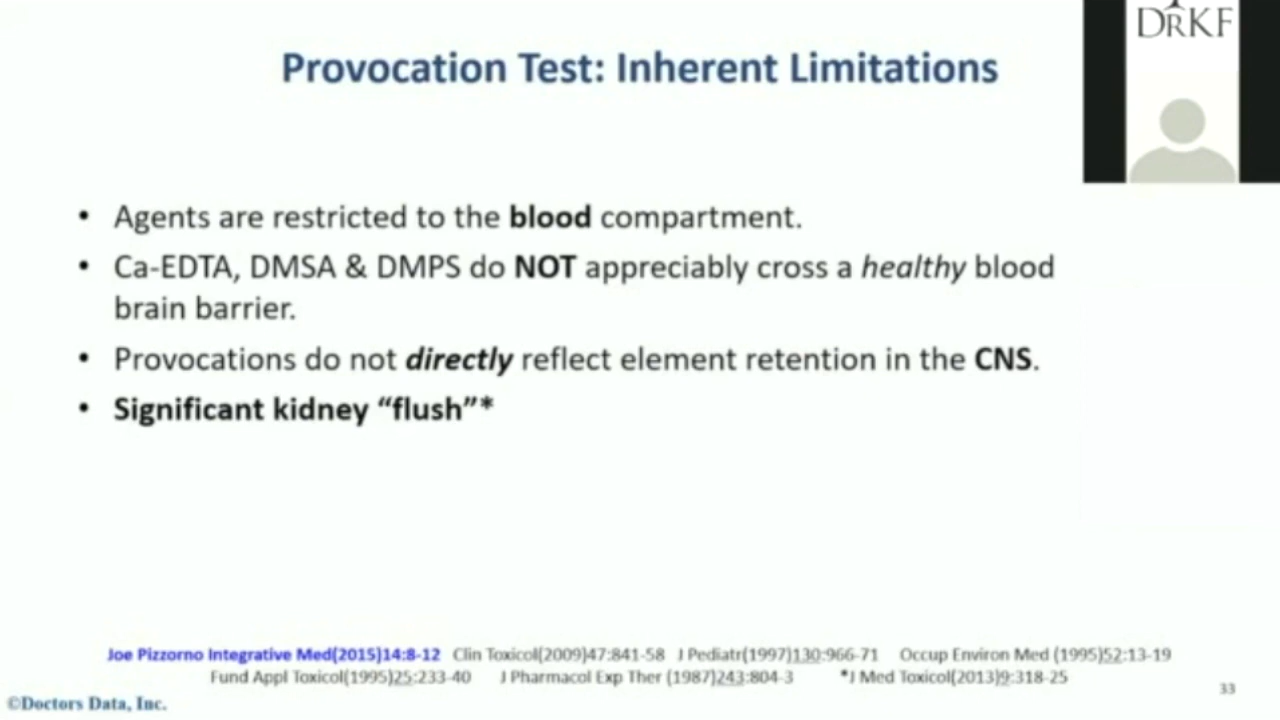 DRKF
Provocation Test: Inherent Limitations
• Agents are restricted to the blood compartment.
• Ca-EDTA, DMSA & DMPS do NOT appreciably cross a healthy blood
brain barrier.
• Provocations do not directly reflect element retention in the CNS.
• Significant kidney “flush”*
Joe Pizzorno Integrative Med(2015)14:8-12 Clin Toxicol(2009)47:841-58 J Pediatr(1997)130:966-71 Occup Environ Med (1995)52:13-19
Fund Appl Toxicol(1995)25:233-40 J Pharmacol Exp Ther (1987)243:804-3 *J Med Toxicol(2013)9:318-25
©Doctors Data, Inc.
33